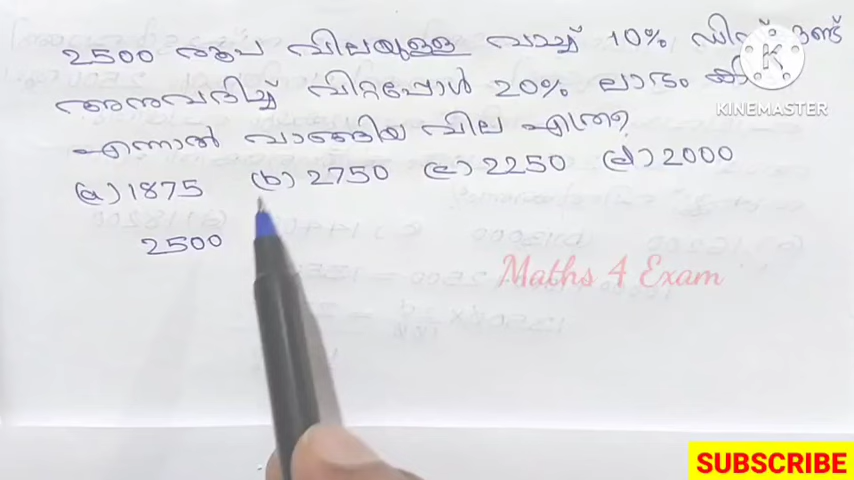 2500 രൂപ വിലയുള്ള വാച്ച് 10% ഡിസ്
അനുവദിച്ച് വിറ്റപ്പോൾ 20% ലാഭം കി
എന്നാൽ വാങ്ങിയ വില എത്ര?
(a) 1875 (b) 2750 (c) 2250 (d) 2000
2500
KINEMASTER
Maths 4 Exam
SUBSCRIBE